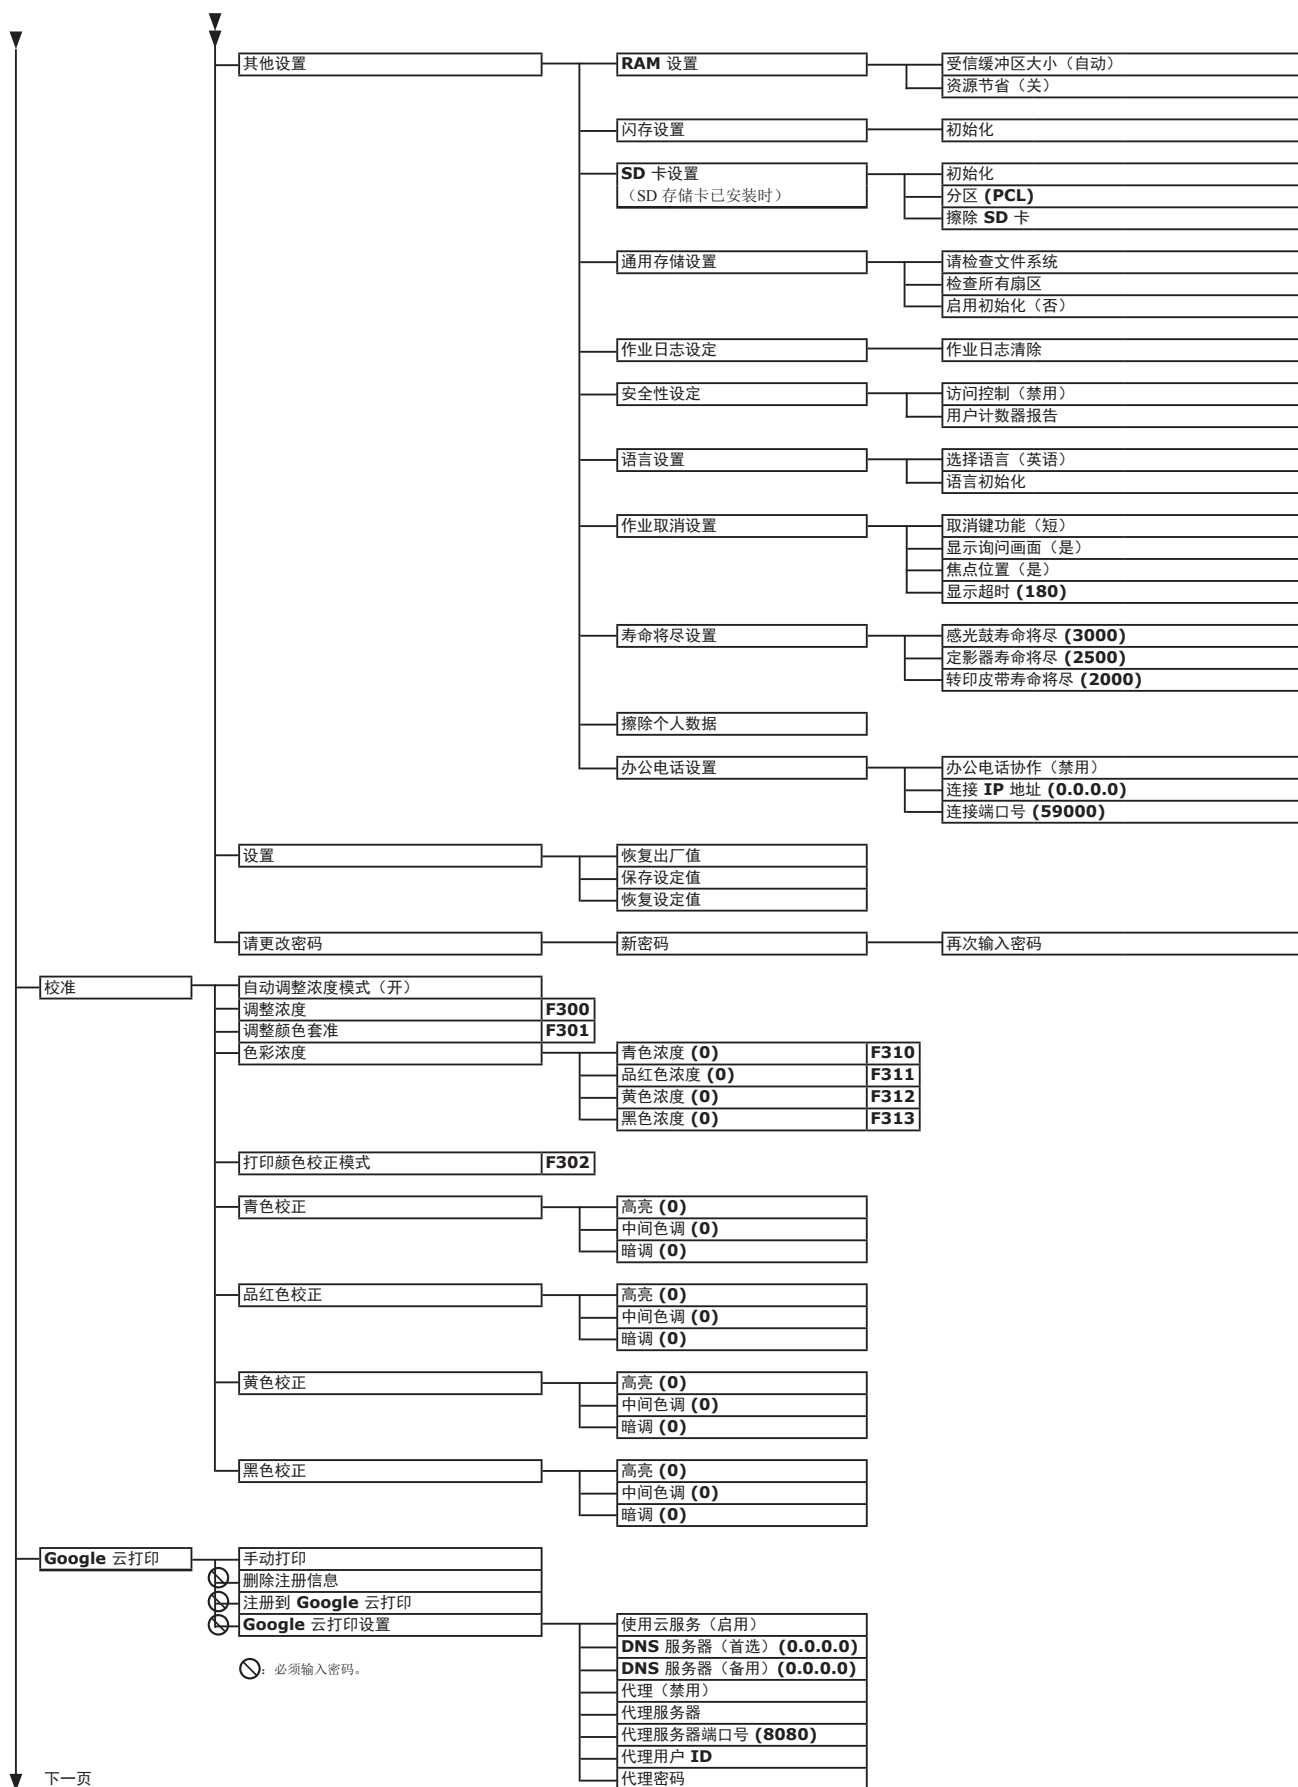 其他设置
RAM 设置
受信缓冲区大小（自动）
资源节省（关）
闪存设置
初始化
SD 卡设置
（SD 存储卡已安装时）
初始化
分区 (PCL)
擦除 SD 卡
通用存储设置
请检查文件系统
检查所有扇区
启用初始化（否）
作业日志设定
作业日志清除
安全性设定
访问控制（禁用）
用户计数器报告
语言设置
选择语言（英语）
语言初始化
作业取消设置
取消键功能（短）
显示询问画面（是）
焦点位置（是）
显示超时 (180)
寿命将尽设置
感光鼓寿命将尽 (3000)
定影器寿命将尽 (2500)
转印皮带寿命将尽 (2000)
擦除个人数据
办公电话设置
办公电话协作（禁用）
连接 IP 地址 (0.0.0.0)
连接端口号 (59000)
设置
恢复出厂值
保存设定值
恢复设定值
请更改密码
新密码
再次输入密码
校准
自动调整浓度模式（开）
调整浓度 F300
调整颜色套准 F301
色彩浓度
青色浓度 (0) F310
品红色浓度 (0) F311
黄色浓度 (0) F312
黑色浓度 (0) F313
打印颜色校正模式 F302
青色校正
高亮 (0)
中间色调 (0)
暗调 (0)
品红色校正
高亮 (0)
中间色调 (0)
暗调 (0)
黄色校正
高亮 (0)
中间色调 (0)
暗调 (0)
黑色校正
高亮 (0)
中间色调 (0)
暗调 (0)
Google 云打印
手动打印
删除注册信息
注册到 Google 云打印
Google 云打印设置
使用云服务（启用）
DNS 服务器（首选）(0.0.0.0)
DNS 服务器（备用）(0.0.0.0)
代理（禁用）
代理服务器
代理服务器端口号 (8080)
代理用户 ID
代理密码
：必须输入密码。
下一页